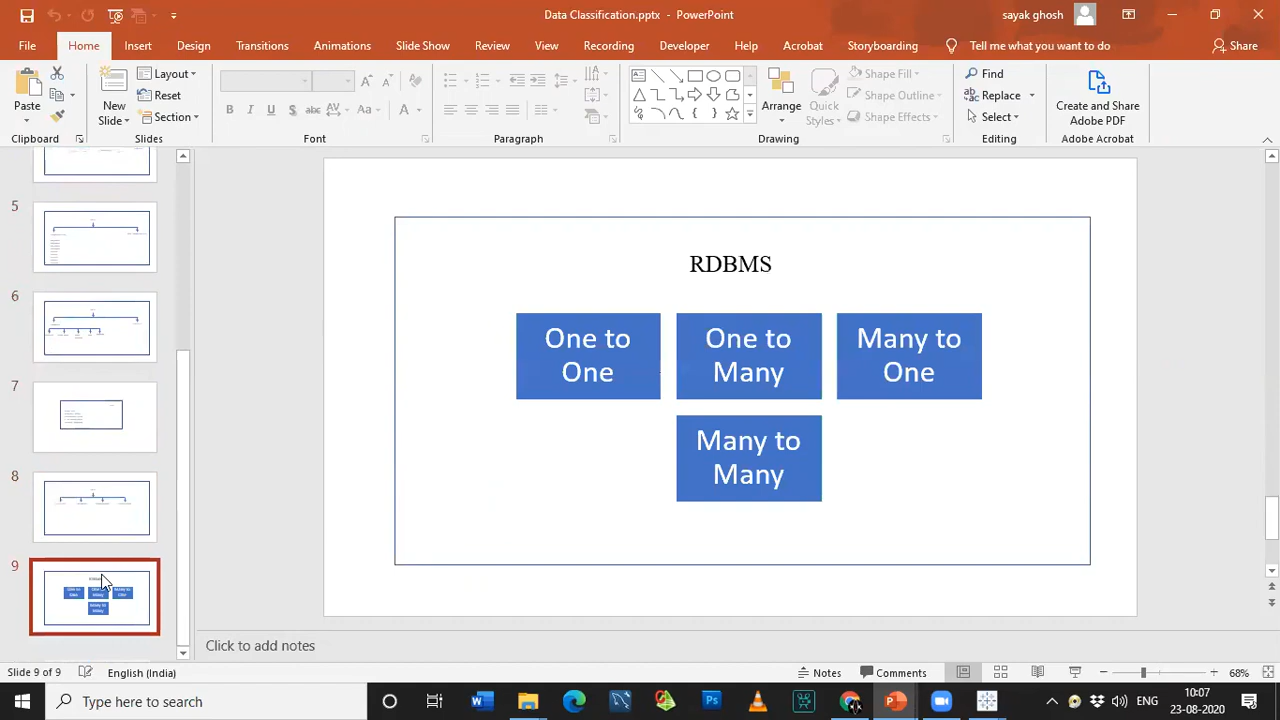 Data Classification.pptx - PowerPoint
sayak ghosh
File Home Insert Design Transitions Animations Slide Show Review View Recording Developer Help Acrobat Storyboarding Tell me what you want to do Share
Paste
Clipboard
New
Slide
Layout
Reset
Section
Slides
B I U S abc AV Aa A
Font
Paragraph
Arrange
Quick
Styles
Shape Fill
Shape Outline
Shape Effects
Drawing
Find
Replace
Select
Editing
Create and Share
Adobe PDF
Adobe Acrobat
5
6
7
8
9
RDBMS
One to
One
One to
Many
Many to
One
Many to
Many
Click to add notes
Slide 9 of 9 English (India) Notes Comments 68%
Type here to search
ENG
10:07
23-08-2020